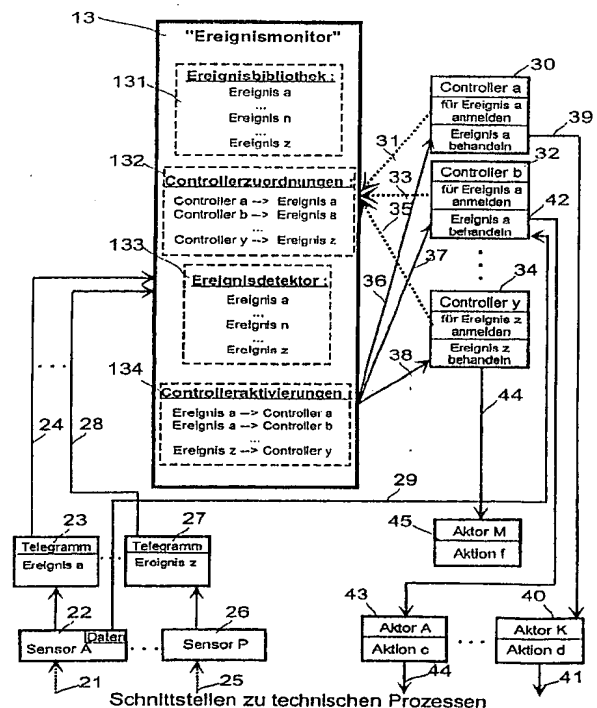 13
"Ereignismonitor"
131
Ereignisbibliothek :
Ereignis a
...
Ereignis n
...
Ereignis z
132
Controllerzuordnungen :
Controller a --> Ereignis a
Controller b --> Ereignis a
...
Controller y --> Ereignis z
133
Ereignisdetektor :
Ereignis a
...
Ereignis n
...
Ereignis z
134
Controlleraktivierungen
Ereignis a --> Controller a
Ereignis a --> Controller b
...
Ereignis z --> Controller y
30
Controller a
für Ereignis a
anmelden
Ereignis a
behandeln
39
31
32
Controller b
für Ereignis a
anmelden
Ereignis a
behandeln
42
33
35
36
37
34
Controller y
für Ereignis z
anmelden
Ereignis z
behandeln
38
44
24
28
29
23
Telegramm
Ereignis a
27
Telegramm
Ereignis z
45
Aktor M
Aktion f
22
Daten
Sensor A
26
Sensor P
43
Aktor A
Aktion c
40
Aktor K
Aktion d
21
25
44
41
Schnittstellen zu technischen Prozessen